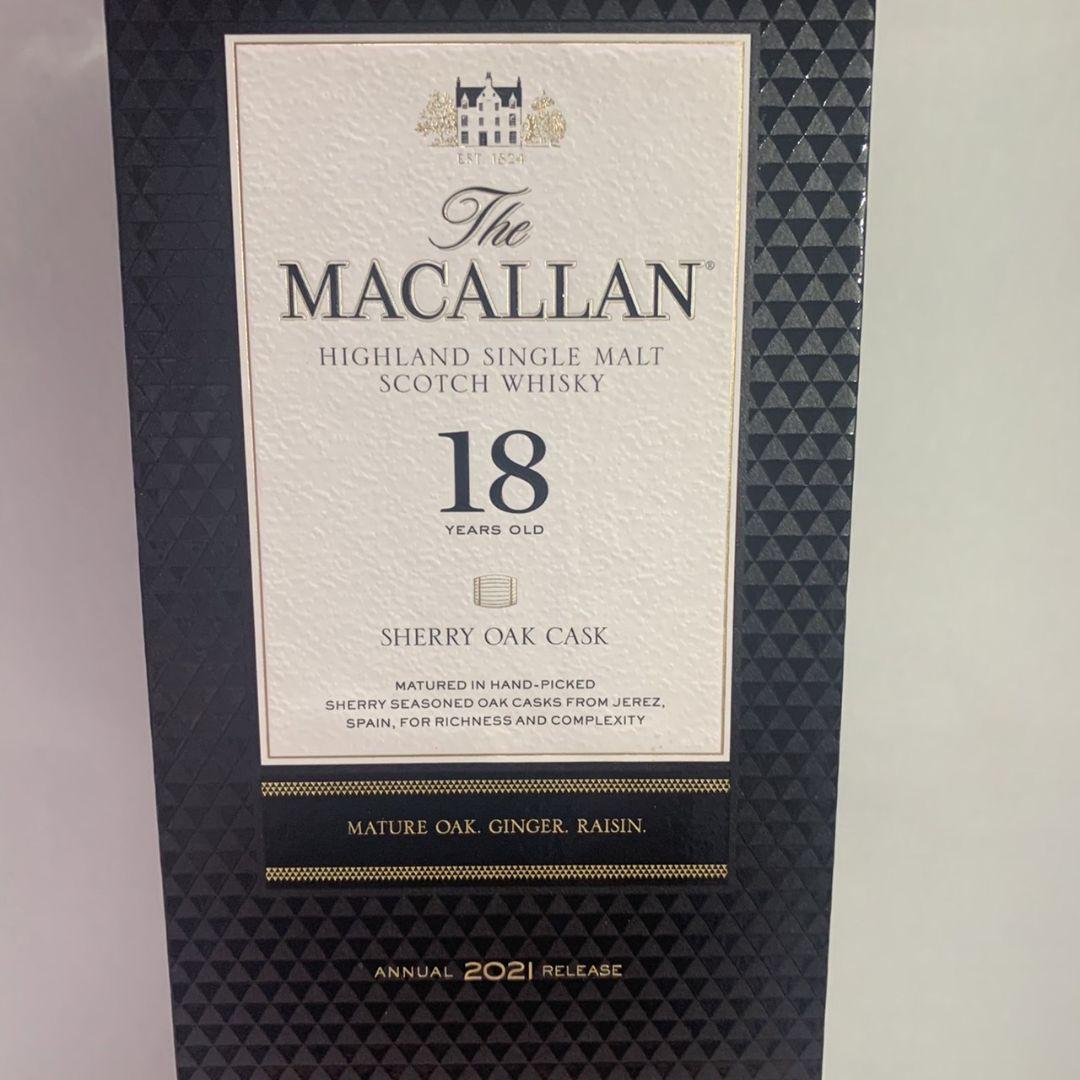 EST 1824
The
MACALLAN®
HIGHLAND SINGLE MALT
SCOTCH WHISKY
18
YEARS OLD
SHERRY OAK CASK
MATURED IN HAND-PICKED
SHERRY SEASONED OAK CASKS FROM JEREZ,
SPAIN, FOR RICHNESS AND COMPLEXITY
MATURE OAK. GINGER. RAISIN.
ANNUAL 2021 RELEASE